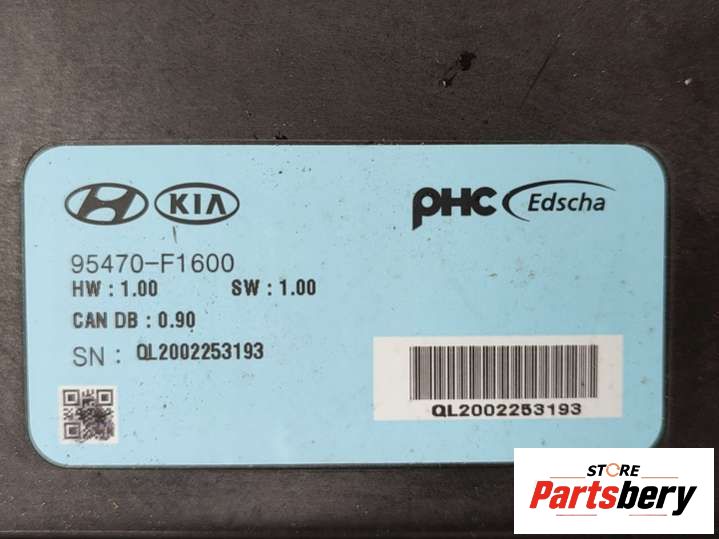 KIA
PHC Edscha
95470-F1600
HW : 1.00 SW : 1.00
CAN DB : 0.90
SN : QL2002253193
QL2002253193
STORE
Partsbery